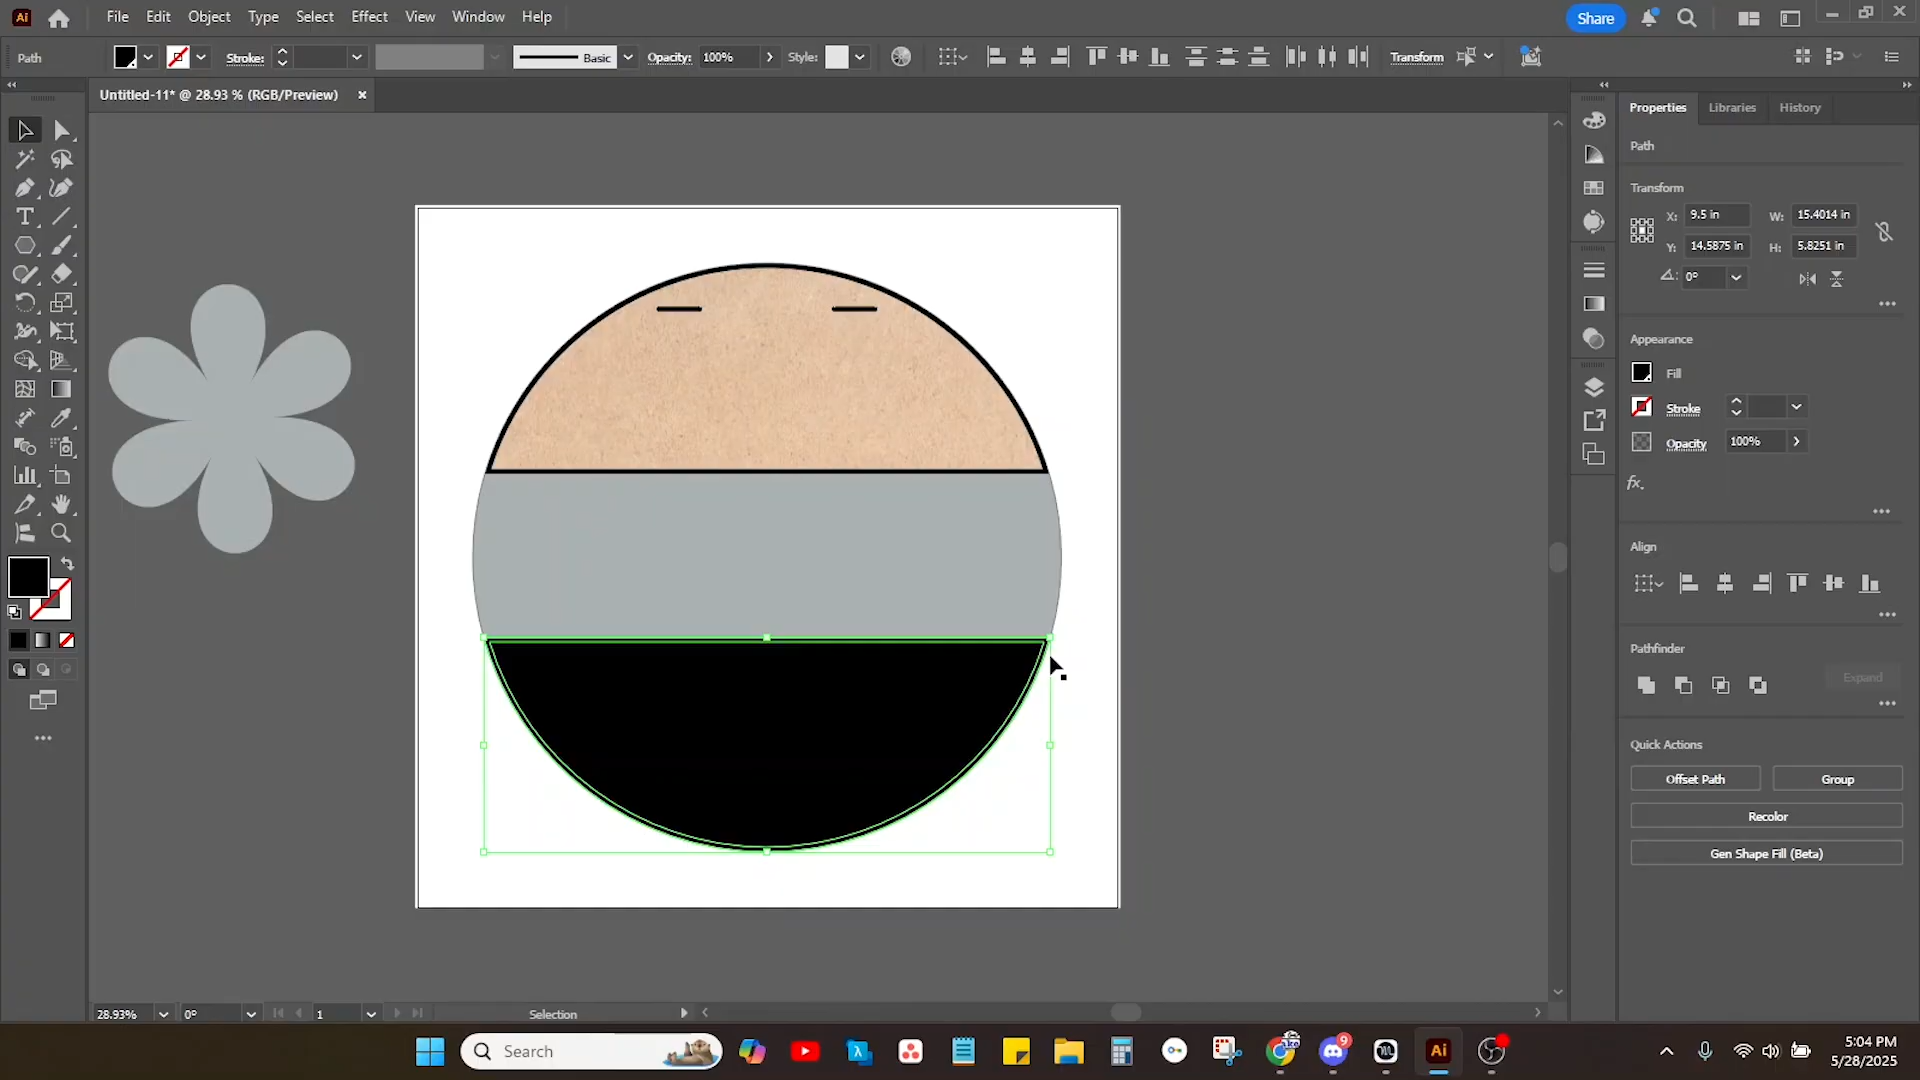 Ai
File Edit Object Type Select Effect View Window Help
Share
Path
Stroke:
Basic
Opacity: 100%
Style:
Transform
Untitled-11* @ 28.93 % (RGB/Preview)
Properties Libraries History
Path
Transform
X: 9.5 in W: 15.4014 in
Y: 14.5875 in H: 5.8251 in
0°
Appearance
Fill
Stroke
Opacity 100%
fx.
Align
Pathfinder
Expand
Quick Actions
Offset Path Group
Recolor
Gen Shape Fill (Beta)
28.93% 0° 1 Selection
Search
9
Ai
5:04 PM
5/28/2025